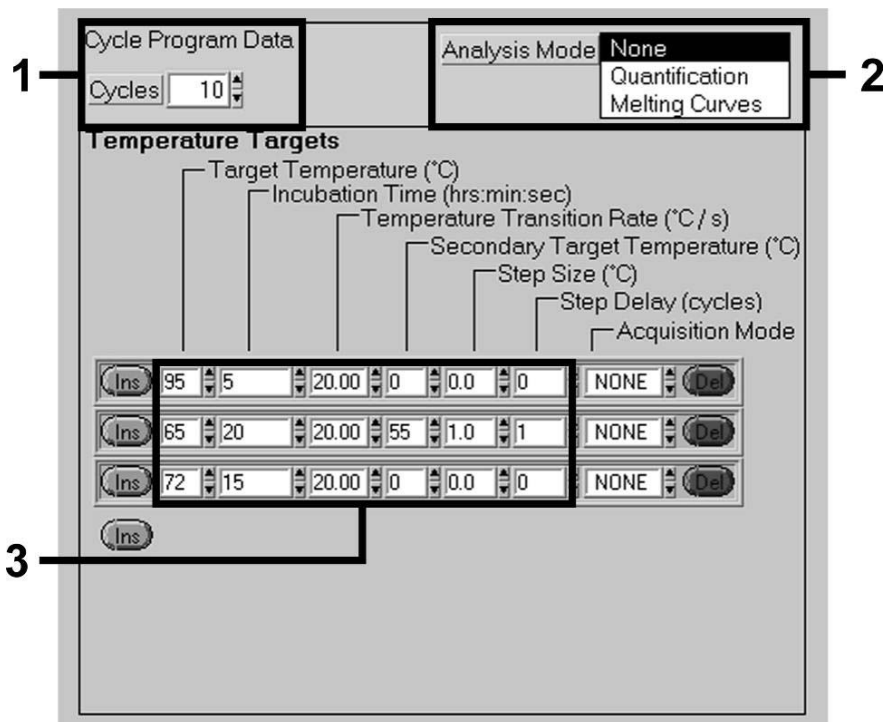 Cycle Program Data
Cycles 10
Analysis Mode None
Quantification
Melting Curves
1
2
Temperature Targets
Target Temperature (°C)
Incubation Time (hrs:min:sec)
Temperature Transition Rate (°C / s)
Secondary Target Temperature (°C)
Step Size (°C)
Step Delay (cycles)
Acquisition Mode
Ins 95 5 20.00 0 0.0 0 NONE Del
Ins 65 20 20.00 55 1.0 1 NONE Del
Ins 72 15 20.00 0 0.0 0 NONE Del
Ins
3